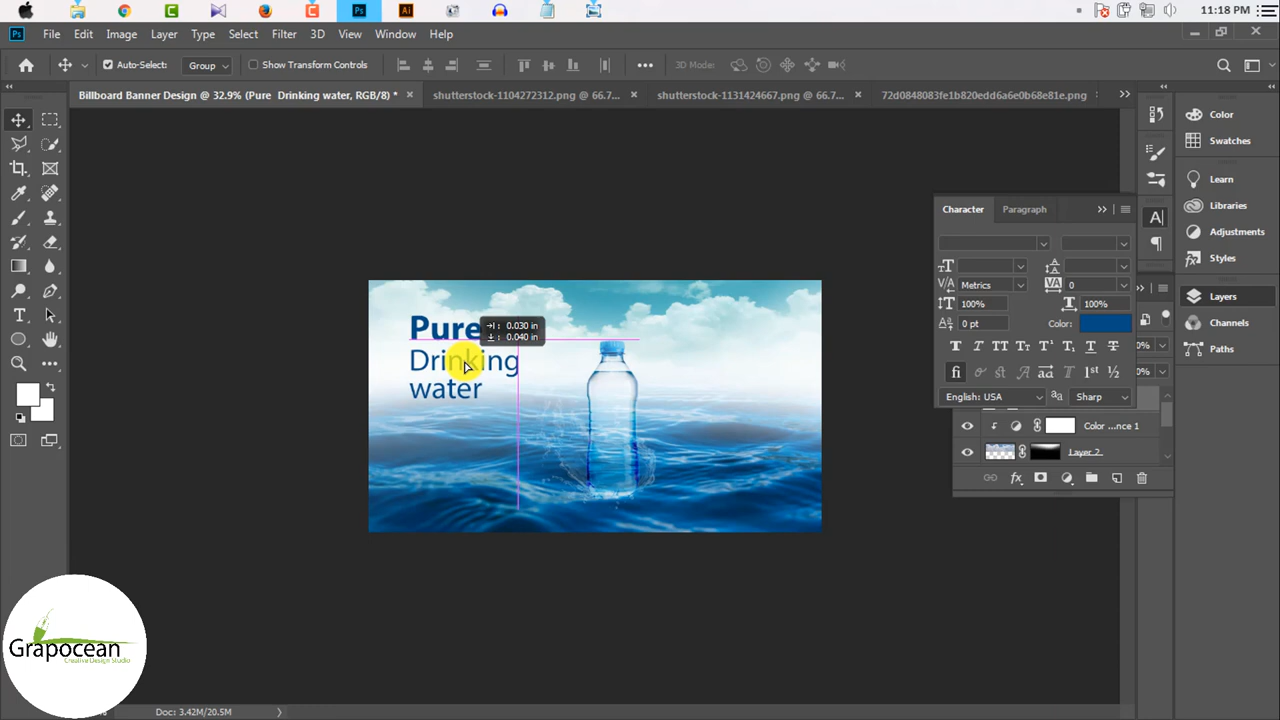 11:18 PM
Ps
File Edit Image Layer Type Select Filter 3D View Window Help
Auto-Select: Group Show Transform Controls 3D Mode:
Billboard Banner Design @ 32.9% (Pure Drinking water, RGB/8) * × shutterstock-1104272312.png @ 66.7... × shutterstock-1131424667.png @ 66.7... × 72d0848083fe1b820edd6a6e0b68e81e.png
Color
Swatches
Learn
Libraries
Adjustments
Styles
Layers
Channels
Paths
Character Paragraph
Metrics 0
100% 100%
0 pt Color:
English: USA Sharp
Color ...nce 1
Layer 2
Pure
Drinking
water
→| : 0.030 in
0.040 in
Grapocean
Creative Design Studio
Doc: 3.42M/20.5M